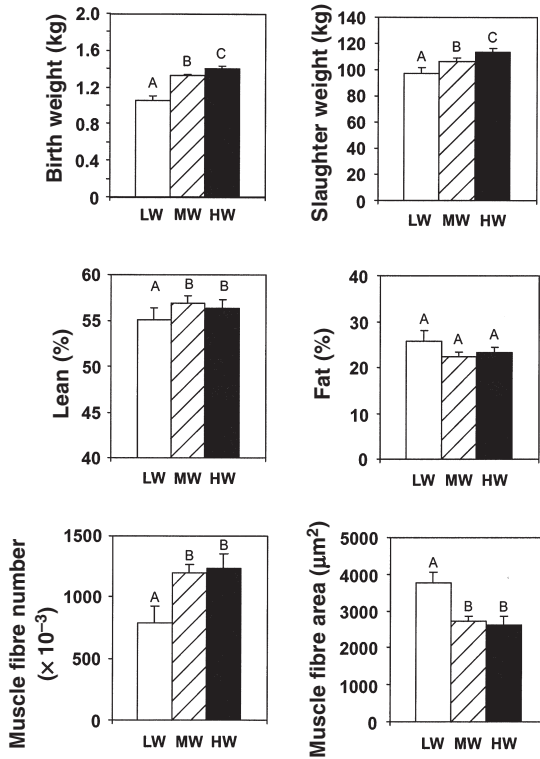 Birth weight (kg)
2.0
1.6
1.2
0.8
0.4
0
A
B
C
LW MW HW
Slaughter weight (kg)
140
120
100
80
60
40
20
0
A
B
C
LW MW HW
Lean (%)
60
55
50
45
40
A
B
B
LW MW HW
Fat (%)
40
30
20
10
0
A
A
A
LW MW HW
Muscle fibre number
(× 10–3)
1500
1000
500
0
A
B
B
LW MW HW
Muscle fibre area (μm2)
5000
4000
3000
2000
1000
0
A
B
B
LW MW HW